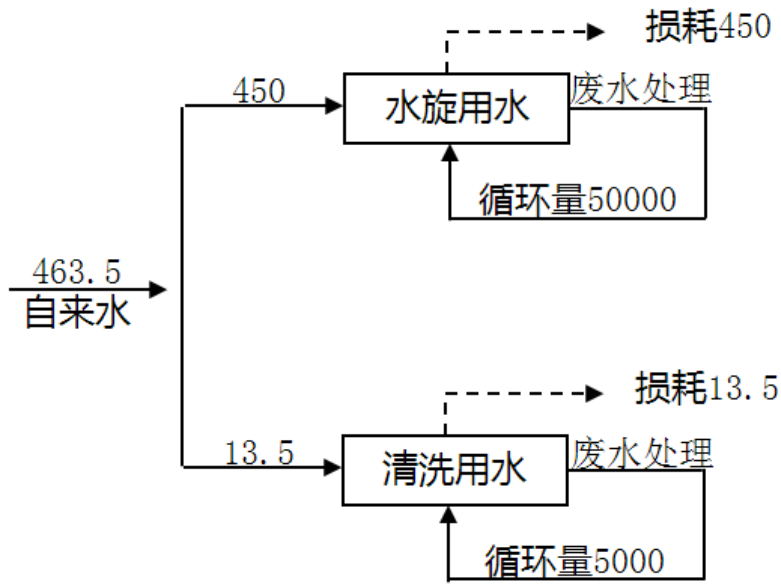 损耗450
450
水旋用水
废水处理
循环量50000
463.5
自来水
损耗13.5
13.5
清洗用水
废水处理
循环量5000